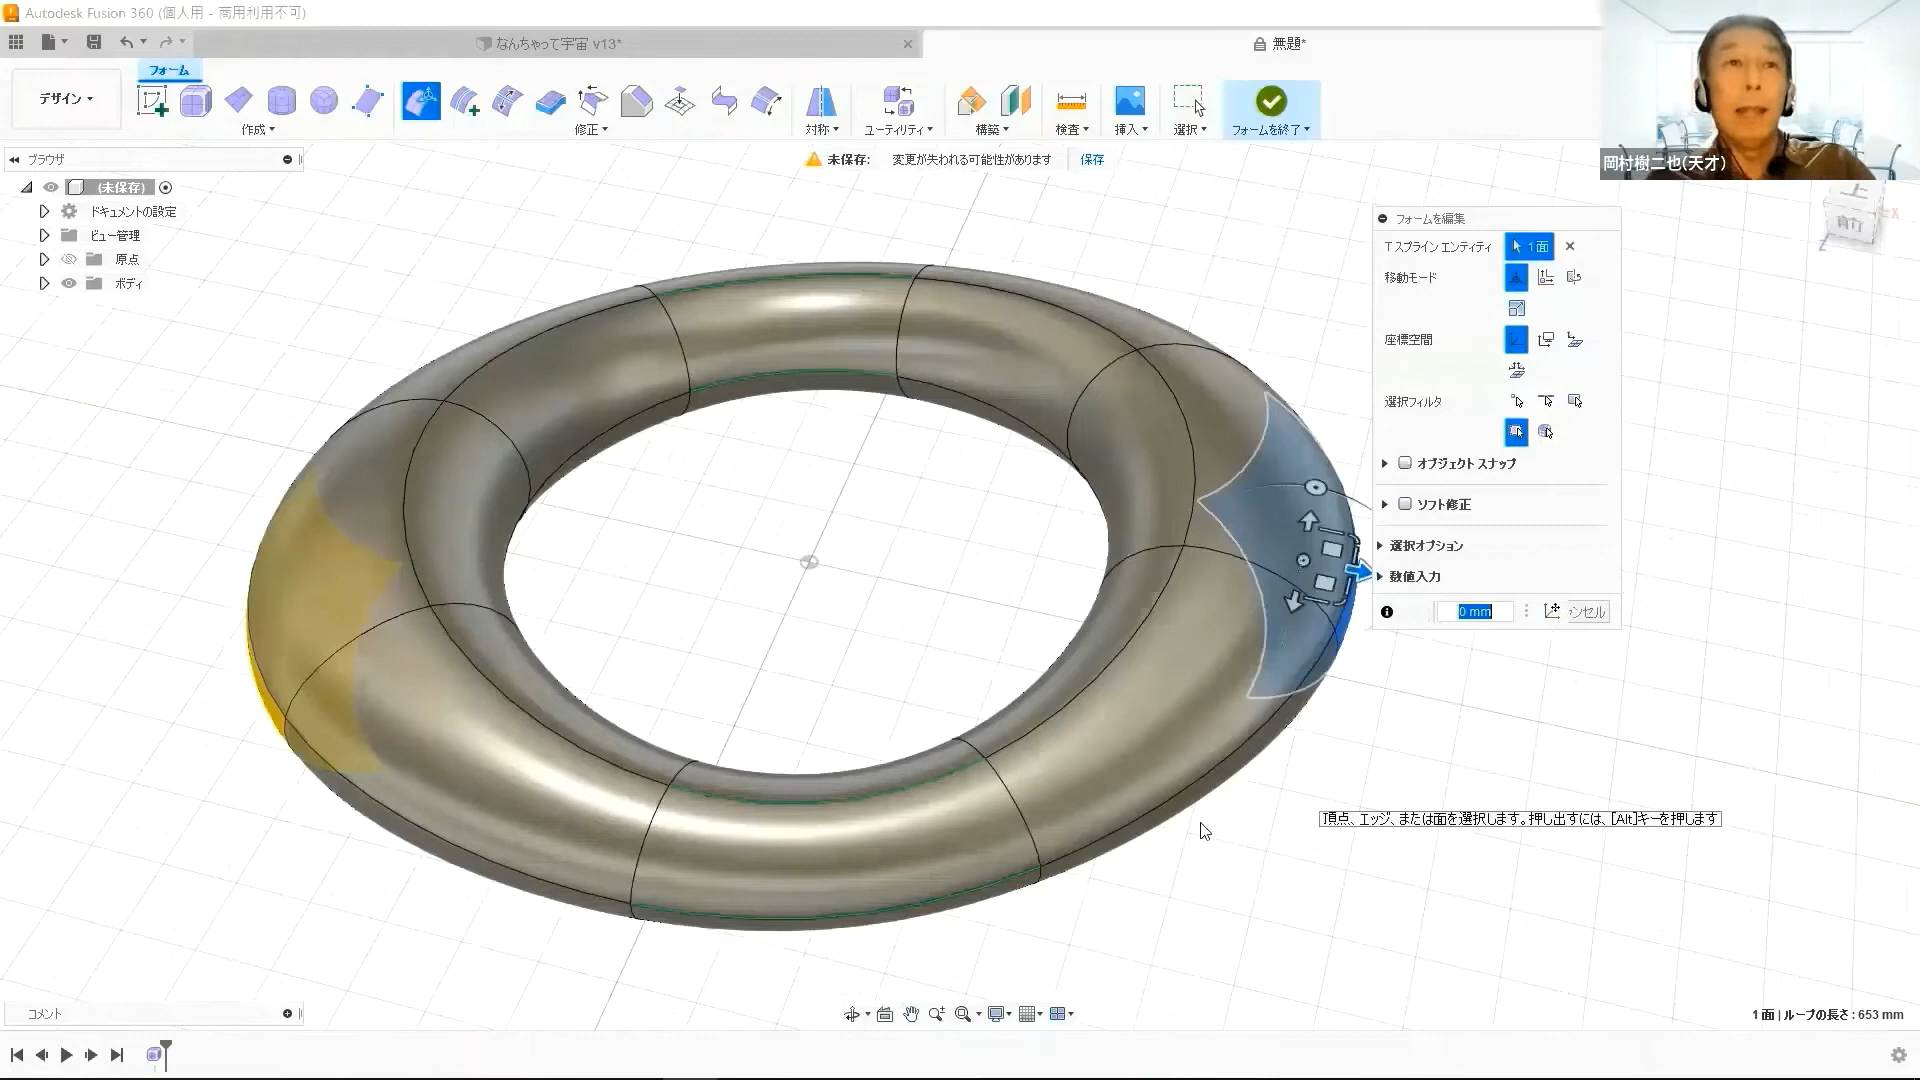 Autodesk Fusion 360 (個人用 - 商用利用不可)
なんちゃって宇宙 v13*
無題*
フォーム
デザイン
作成
修正
対称
ユーティリティ
構築
検査
挿入
選択
フォームを終了
ブラウザ
未保存: 変更が失われる可能性があります 保存
岡村樹二也(天才)
(未保存)
ドキュメントの設定
ビュー管理
原点
ボディ
上
前
X
Z
フォームを編集
T スプライン エンティティ 1 面
移動モード
座標空間
選択フィルタ
オブジェクト スナップ
ソフト修正
選択オプション
数値入力
0 mm
ンセル
頂点、エッジ、または面を選択します。押し出すには、[Alt]キーを押します
コメント
1 面 | ループの長さ : 653 mm